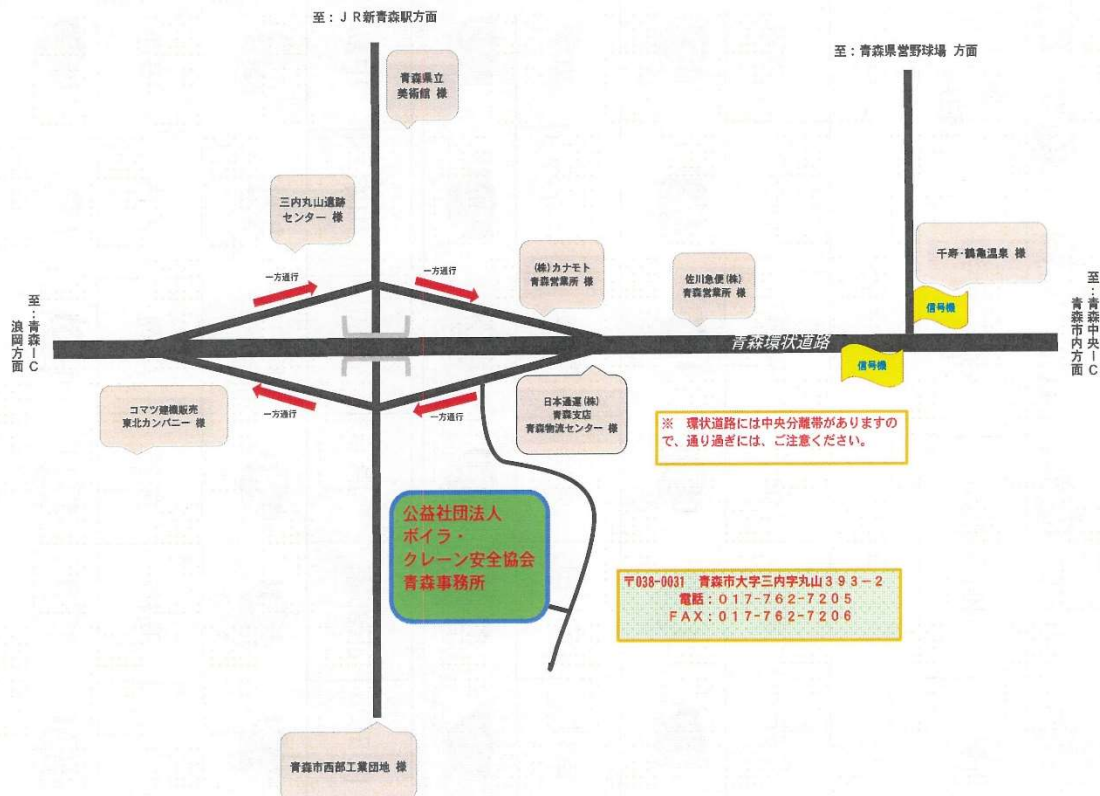 至：ＪＲ新青森駅方面
至：青森県営野球場 方面
青森県立
美術館 様
三内丸山遺跡
センター 様
一方通行
一方通行
(株)カナモト
青森営業所 様
佐川急便(株)
青森営業所 様
千寿・鶴亀温泉 様
信号機
至：青森ＩＣ
浪岡方面
青森環状道路
至：青森中央ＩＣ
青森市内方面
信号機
コマツ建機販売
東北カンパニー 様
一方通行
一方通行
日本通運(株)
青森支店
青森物流センター 様
※　環状道路には中央分離帯がありますの
で、通り過ぎには、ご注意ください。
公益社団法人
ボイラ・
クレーン安全協会
青森事務所
〒038-0031　青森市大字三内字丸山３９３－２
電話：０１７-７６２-７２０５
ＦＡＸ：０１７-７６２-７２０６
青森市西部工業団地 様